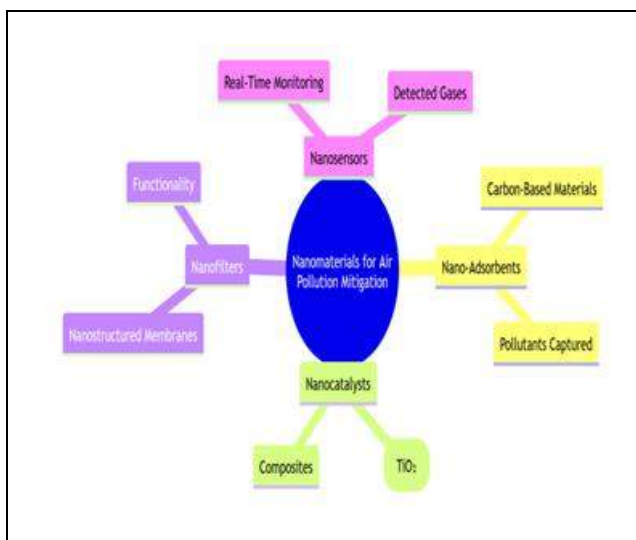 Real-Time Monitoring
Detected Gases
Nanosensors
Functionality
Carbon-Based Materials
Nanofilters
Nanomaterials for Air
Pollution Mitigation
Nano-Adsorbents
Nanostructured Membranes
Pollutants Captured
Nanocatalysts
Composites
TiO₂